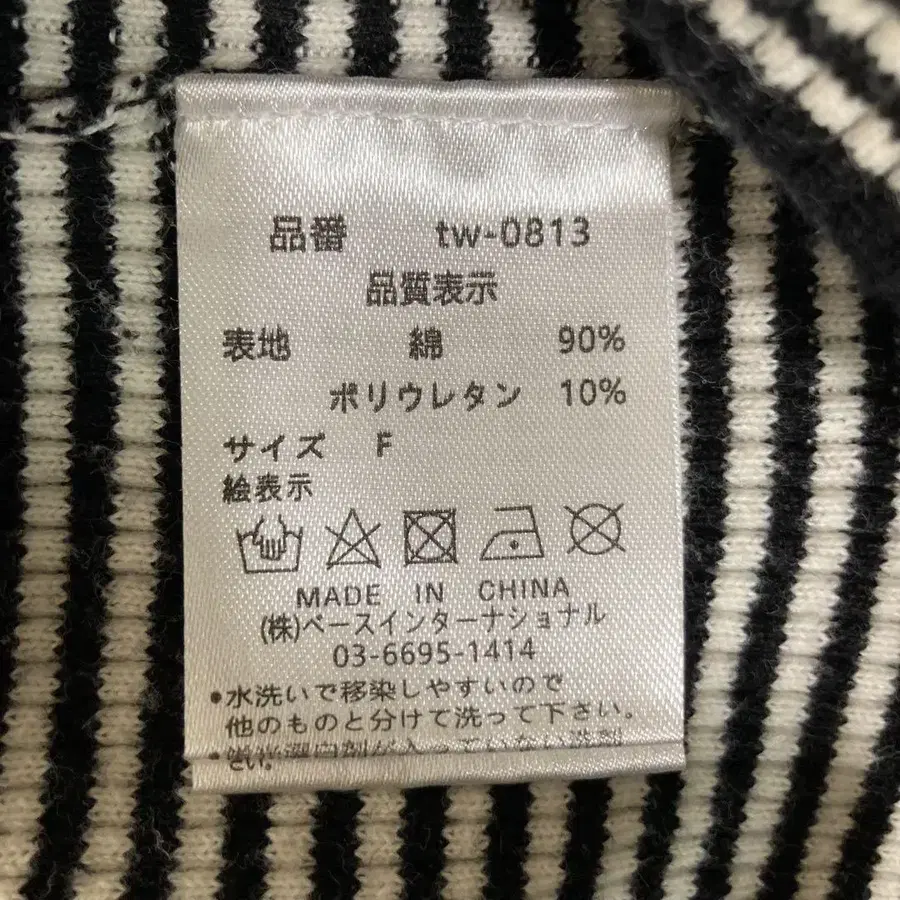 品番 tw-0813
品質表示
表地 綿 90%
ポリウレタン 10%
サイズ F
絵表示
MADE IN CHINA
(株)ベースインターナショナル
03-6695-1414
•水洗いで移染しやすいので
他のものと分けて洗って下さい。
さい。